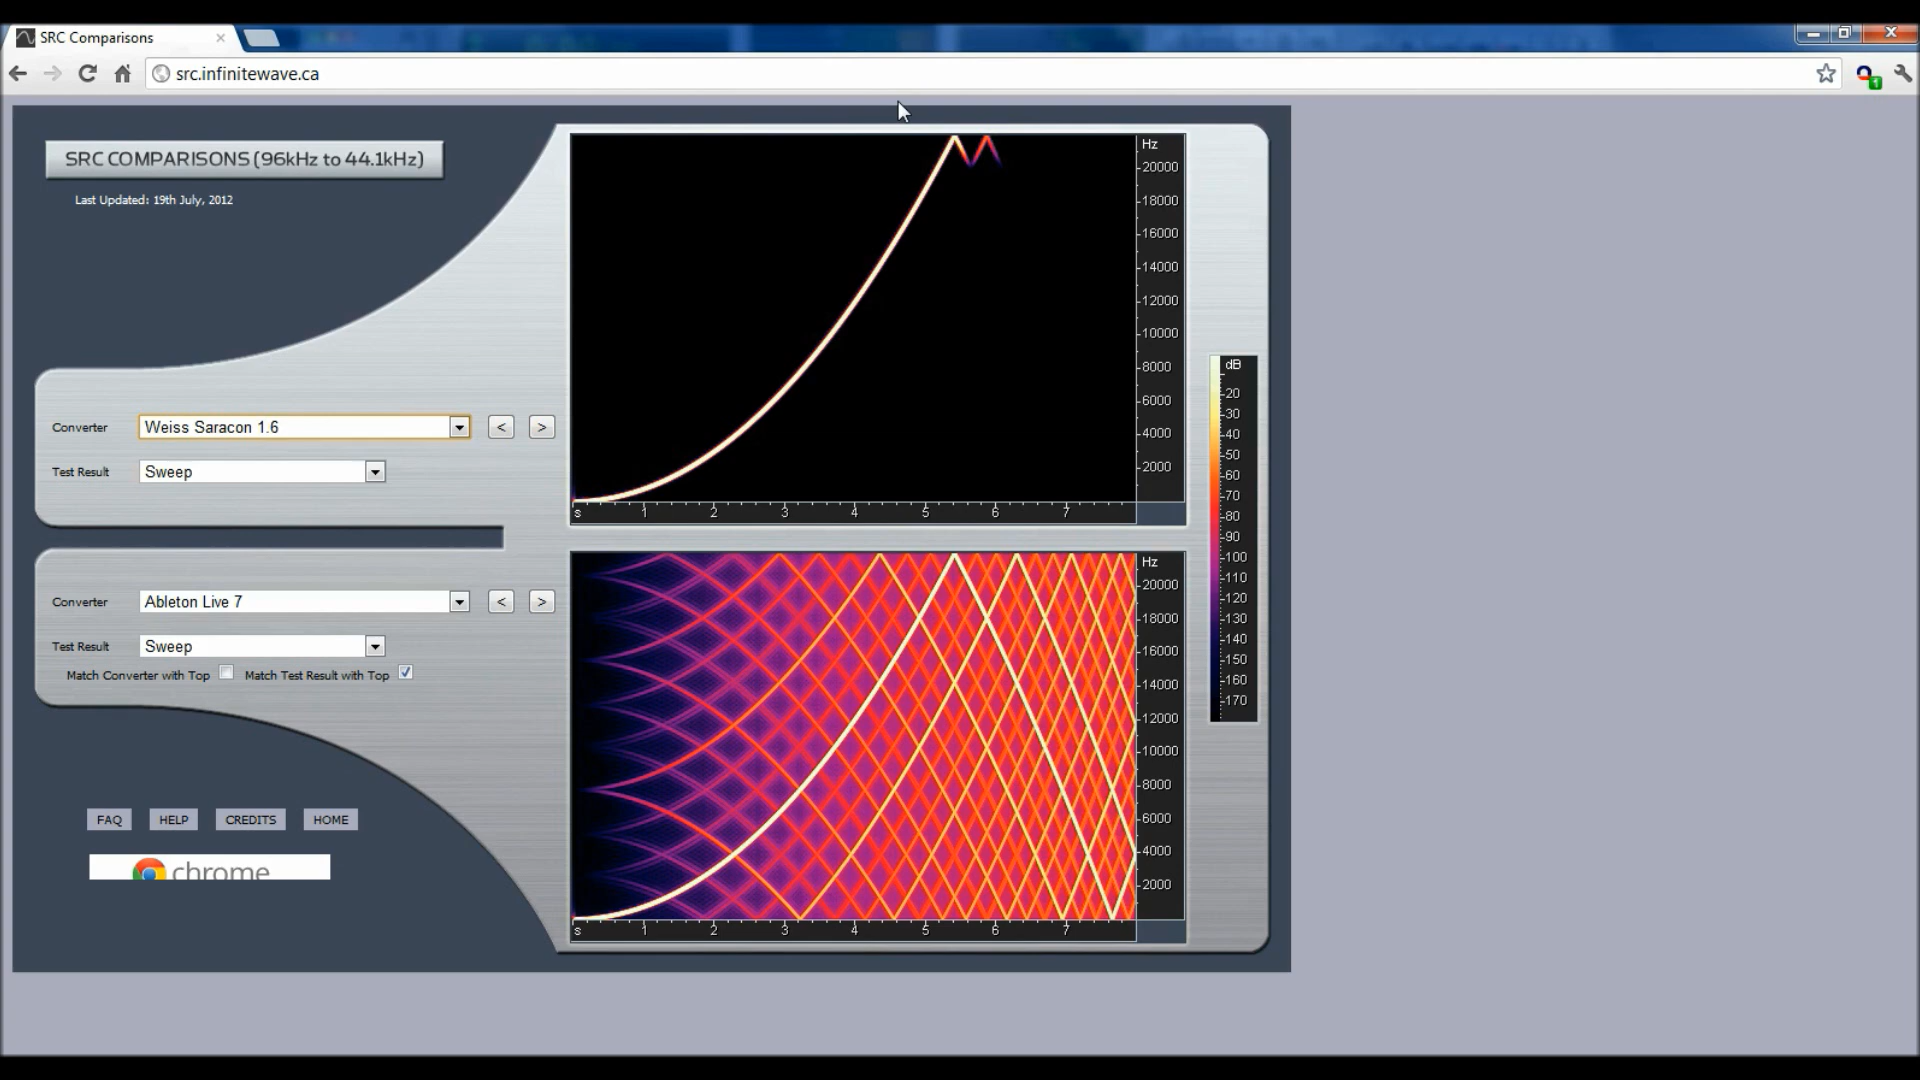 SRC Comparisons
src.infinitewave.ca
SRC COMPARISONS (96kHz to 44.1kHz)
Last Updated: 19th July, 2012
Converter
Weiss Saracon 1.6
<
>
Test Result
Sweep
Hz
20000
18000
16000
14000
12000
10000
8000
6000
4000
2000
s 1 2 3 4 5 6 7
Converter
Ableton Live 7
<
>
Test Result
Sweep
Match Converter with Top
Match Test Result with Top
Hz
20000
18000
16000
14000
12000
10000
8000
6000
4000
2000
s 1 2 3 4 5 6 7
dB
-20
-30
-40
-50
-60
-70
-80
-90
-100
-110
-120
-130
-140
-150
-160
-170
FAQ HELP CREDITS HOME
chrome
1